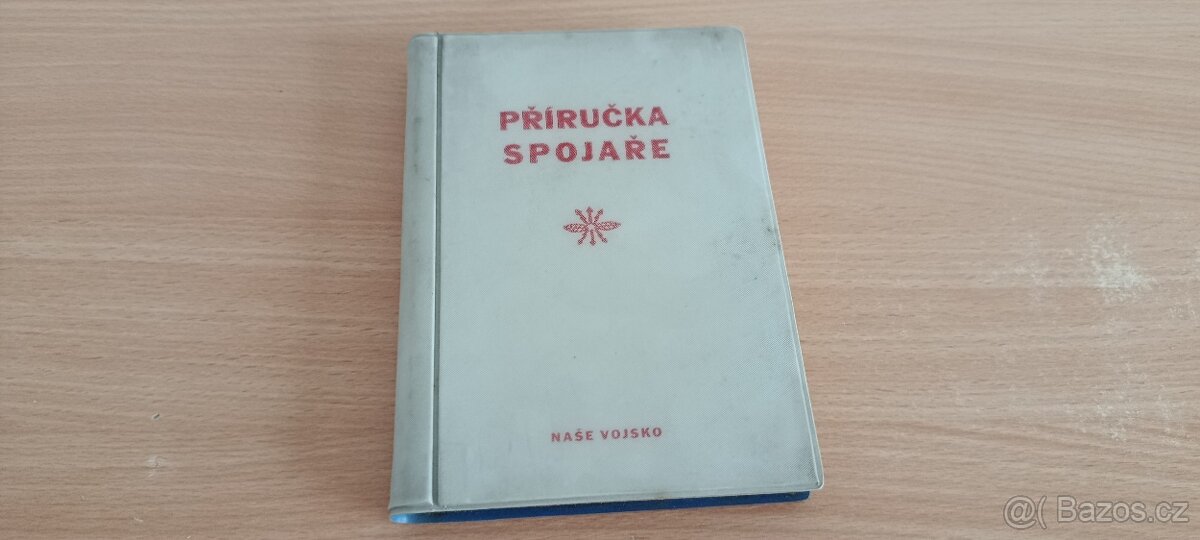 PŘÍRUČKA
SPOJAŘE
NAŠE VOJSKO
@( Bazos.cz